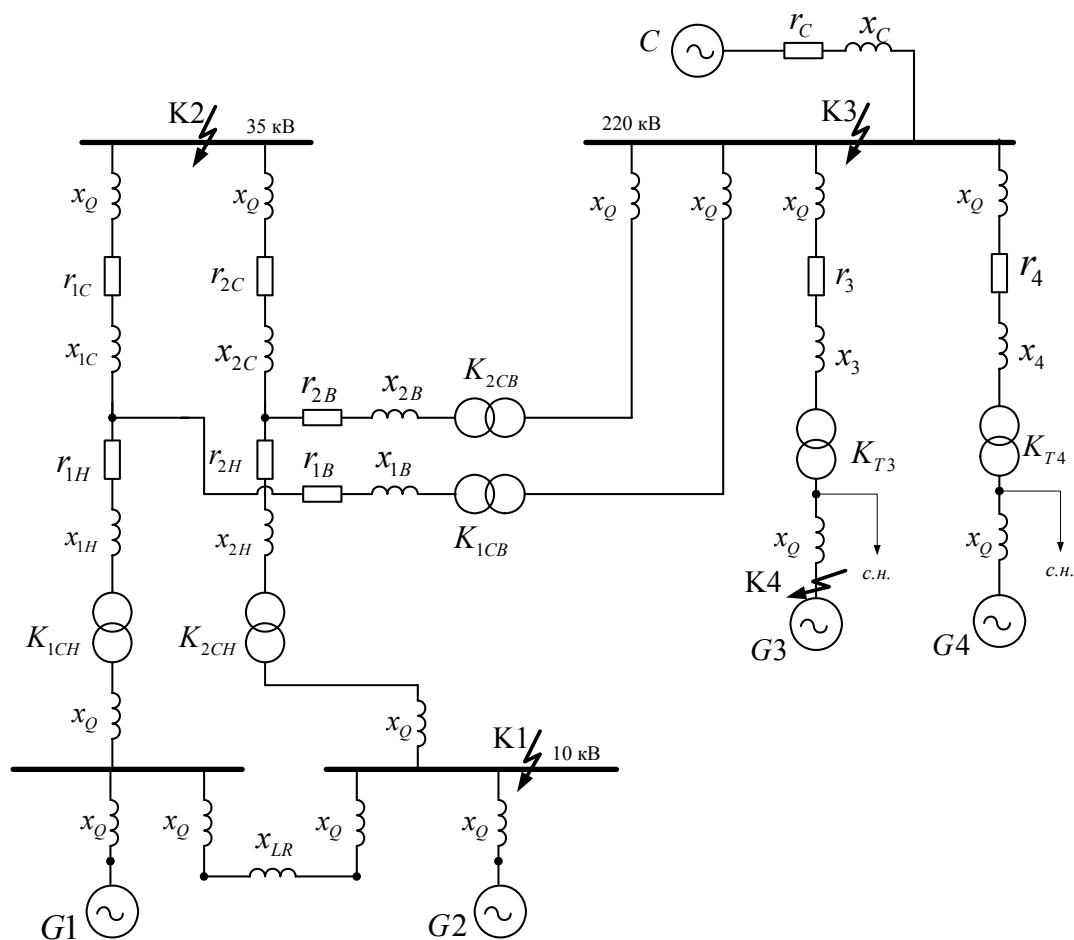 C
r_C
x_C
K2
35 кВ
220 кВ
K3
x_Q
x_Q
x_Q
x_Q
x_Q
x_Q
r_1C
r_2C
r_3
r_4
x_1C
x_2C
x_3
x_4
K_2CB
r_2B
x_2B
r_1H
r_2H
r_1B
x_1B
K_T3
K_T4
K_1CB
x_1H
x_2H
x_Q
x_Q
с.н.
с.н.
K4
K_1CH
K_2CH
G3
G4
x_Q
x_Q
K1
10 кВ
x_Q
x_Q
x_Q
x_Q
x_LR
G1
G2